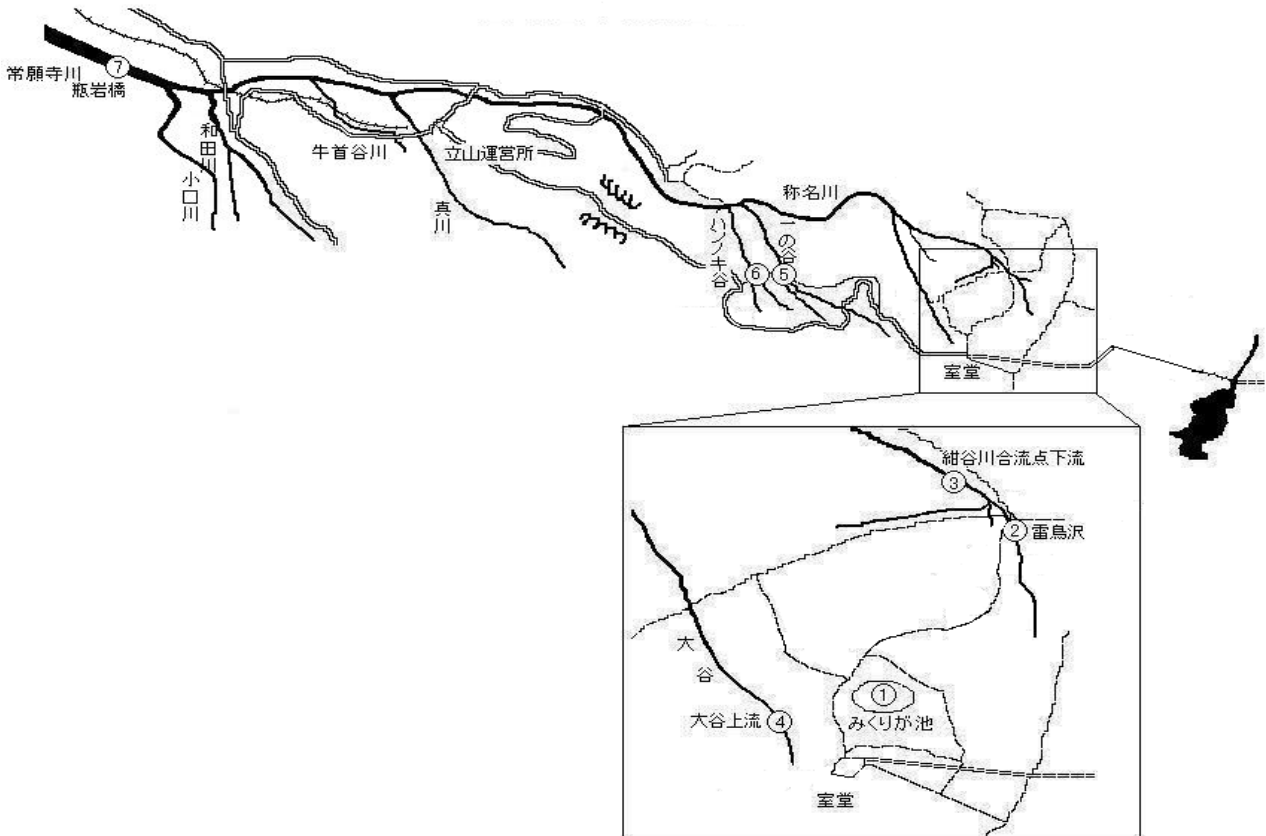 ⑦
常願寺川
瓶岩橋
和田川
小口川
牛首谷川
立山運営所
真川
称名川
一の谷
ハンノキ谷
⑥
⑤
室堂
紺谷川合流点下流
③
②
雷鳥沢
大谷
①
みくりが池
大谷上流
④
室堂